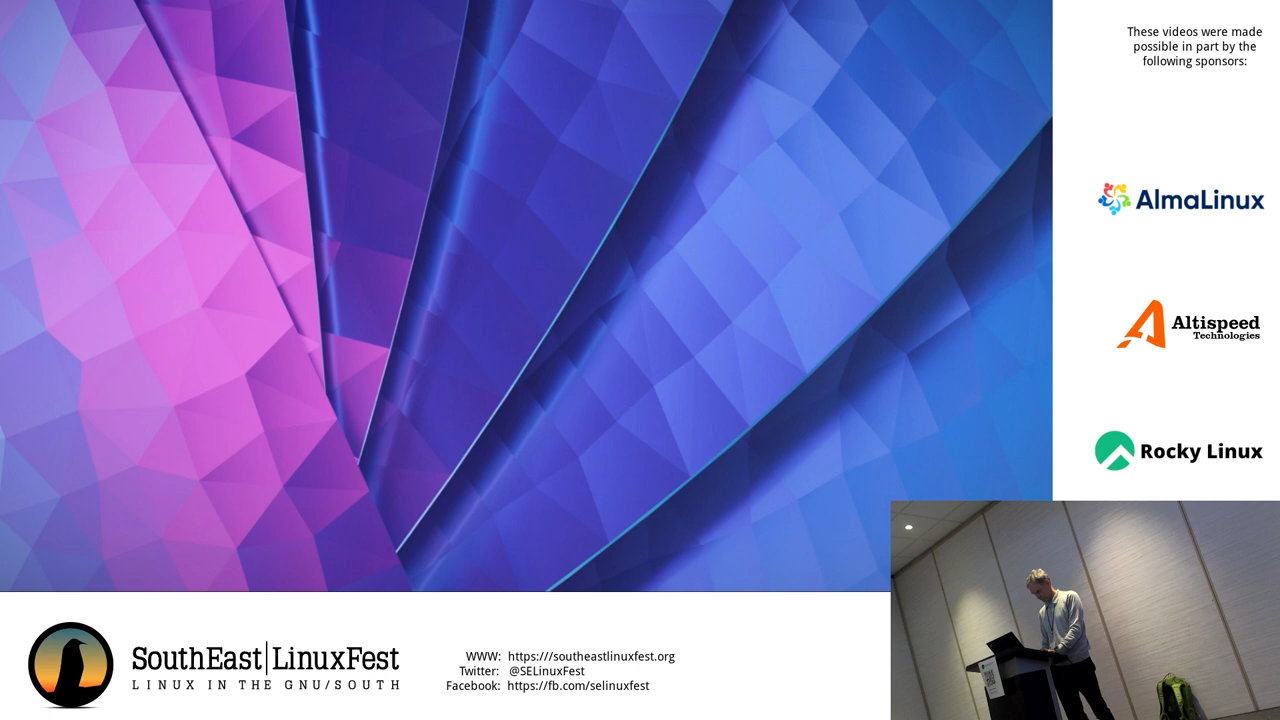 These videos were made
possible in part by the
following sponsors:
AlmaLinux
Altispeed
Technologies
Rocky Linux
SouthEast|LinuxFest
LINUX IN THE GNU/SOUTH
WWW: https:///southeastlinuxfest.org
Twitter: @SELinuxFest
Facebook: https://fb.com/selinuxfest